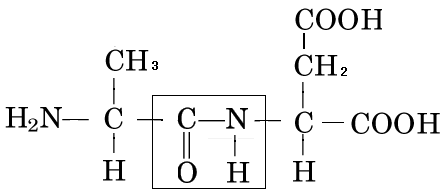 COOH
CH₃ CH₂
H₂N—C—C—N—C—COOH
H O H H